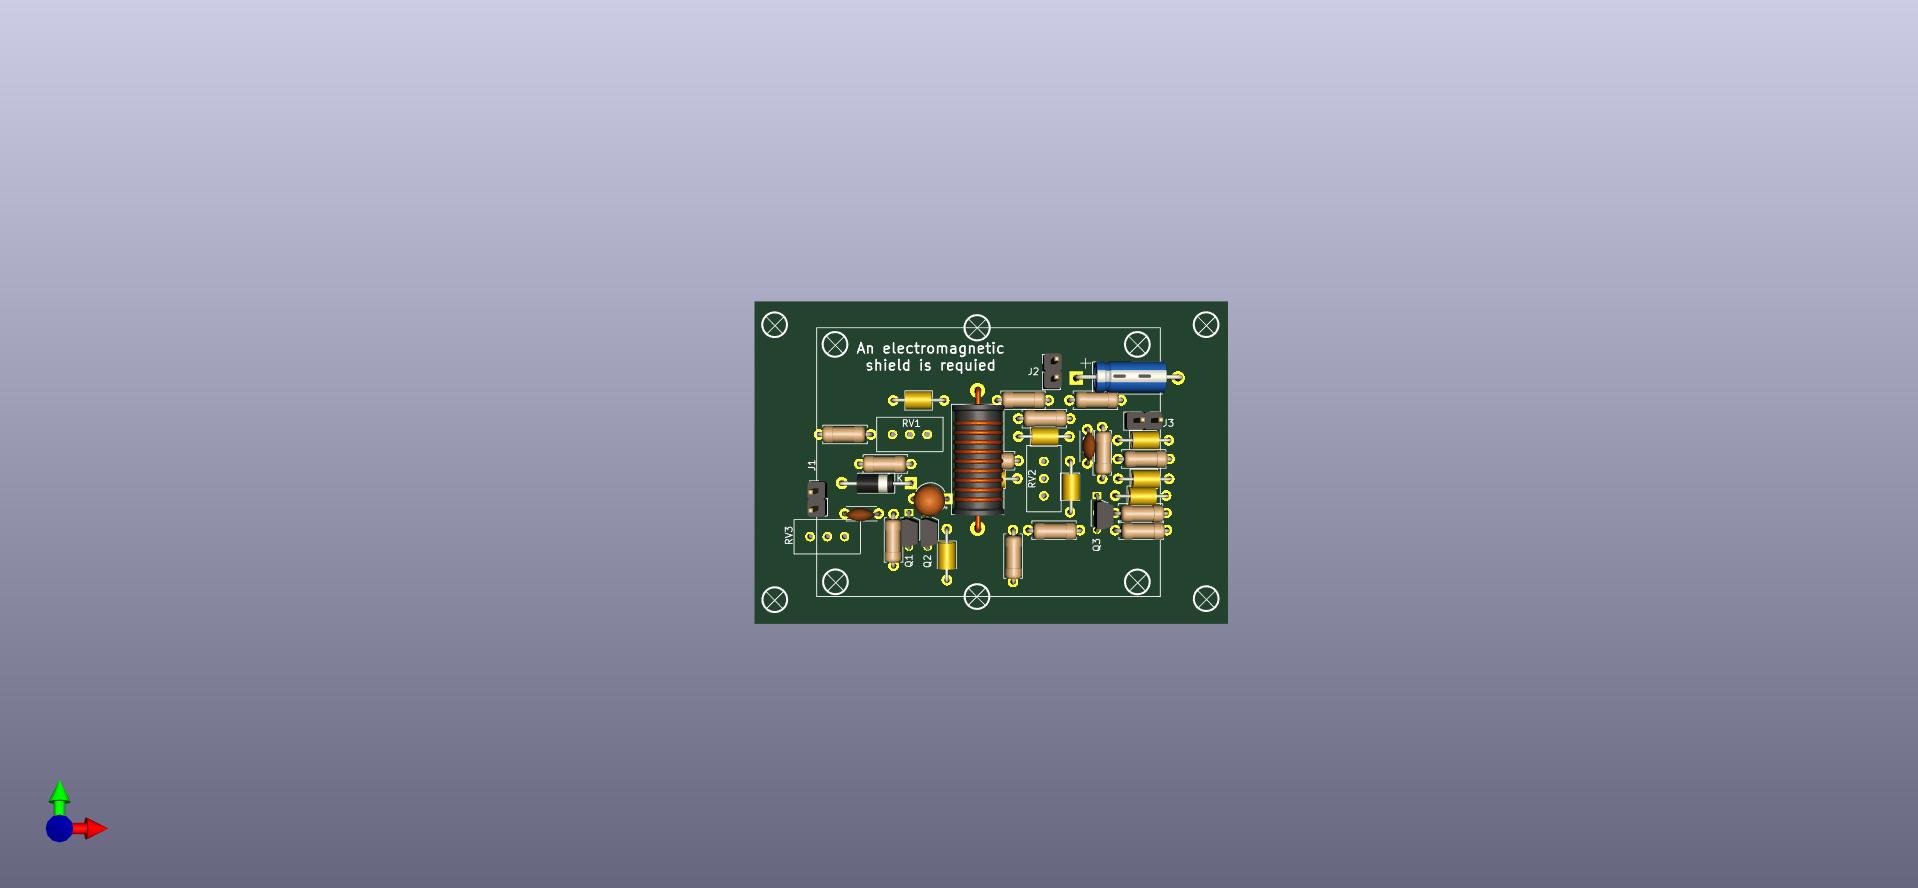 An electromagnetic
shield is requied
J2
+
J3
RV1
J1
K
RV2
RV3
Q1
Q2
Q3